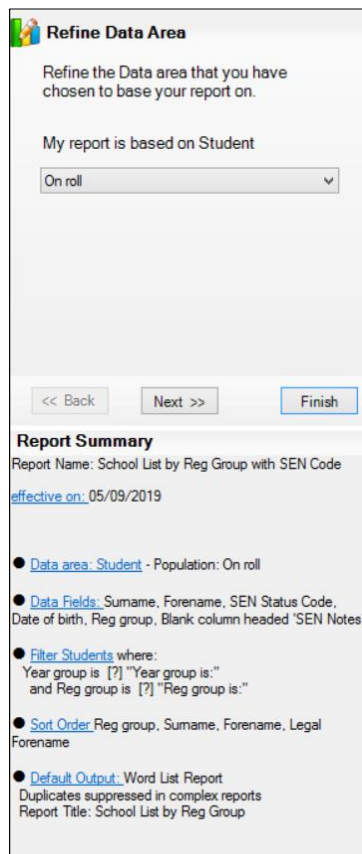 Refine Data Area
Refine the Data area that you have
chosen to base your report on.
My report is based on Student
On roll
<< Back
Next >>
Finish
Report Summary
Report Name: School List by Reg Group with SEN Code
effective on: 05/09/2019
● Data area: Student - Population: On roll
● Data Fields: Surname, Forename, SEN Status Code,
Date of birth, Reg group, Blank column headed 'SEN Notes
● Filter Students where:
Year group is [?] "Year group is:"
and Reg group is [?] "Reg group is:"
● Sort Order Reg group, Surname, Forename, Legal
Forename
● Default Output: Word List Report
Duplicates suppressed in complex reports
Report Title: School List by Reg Group